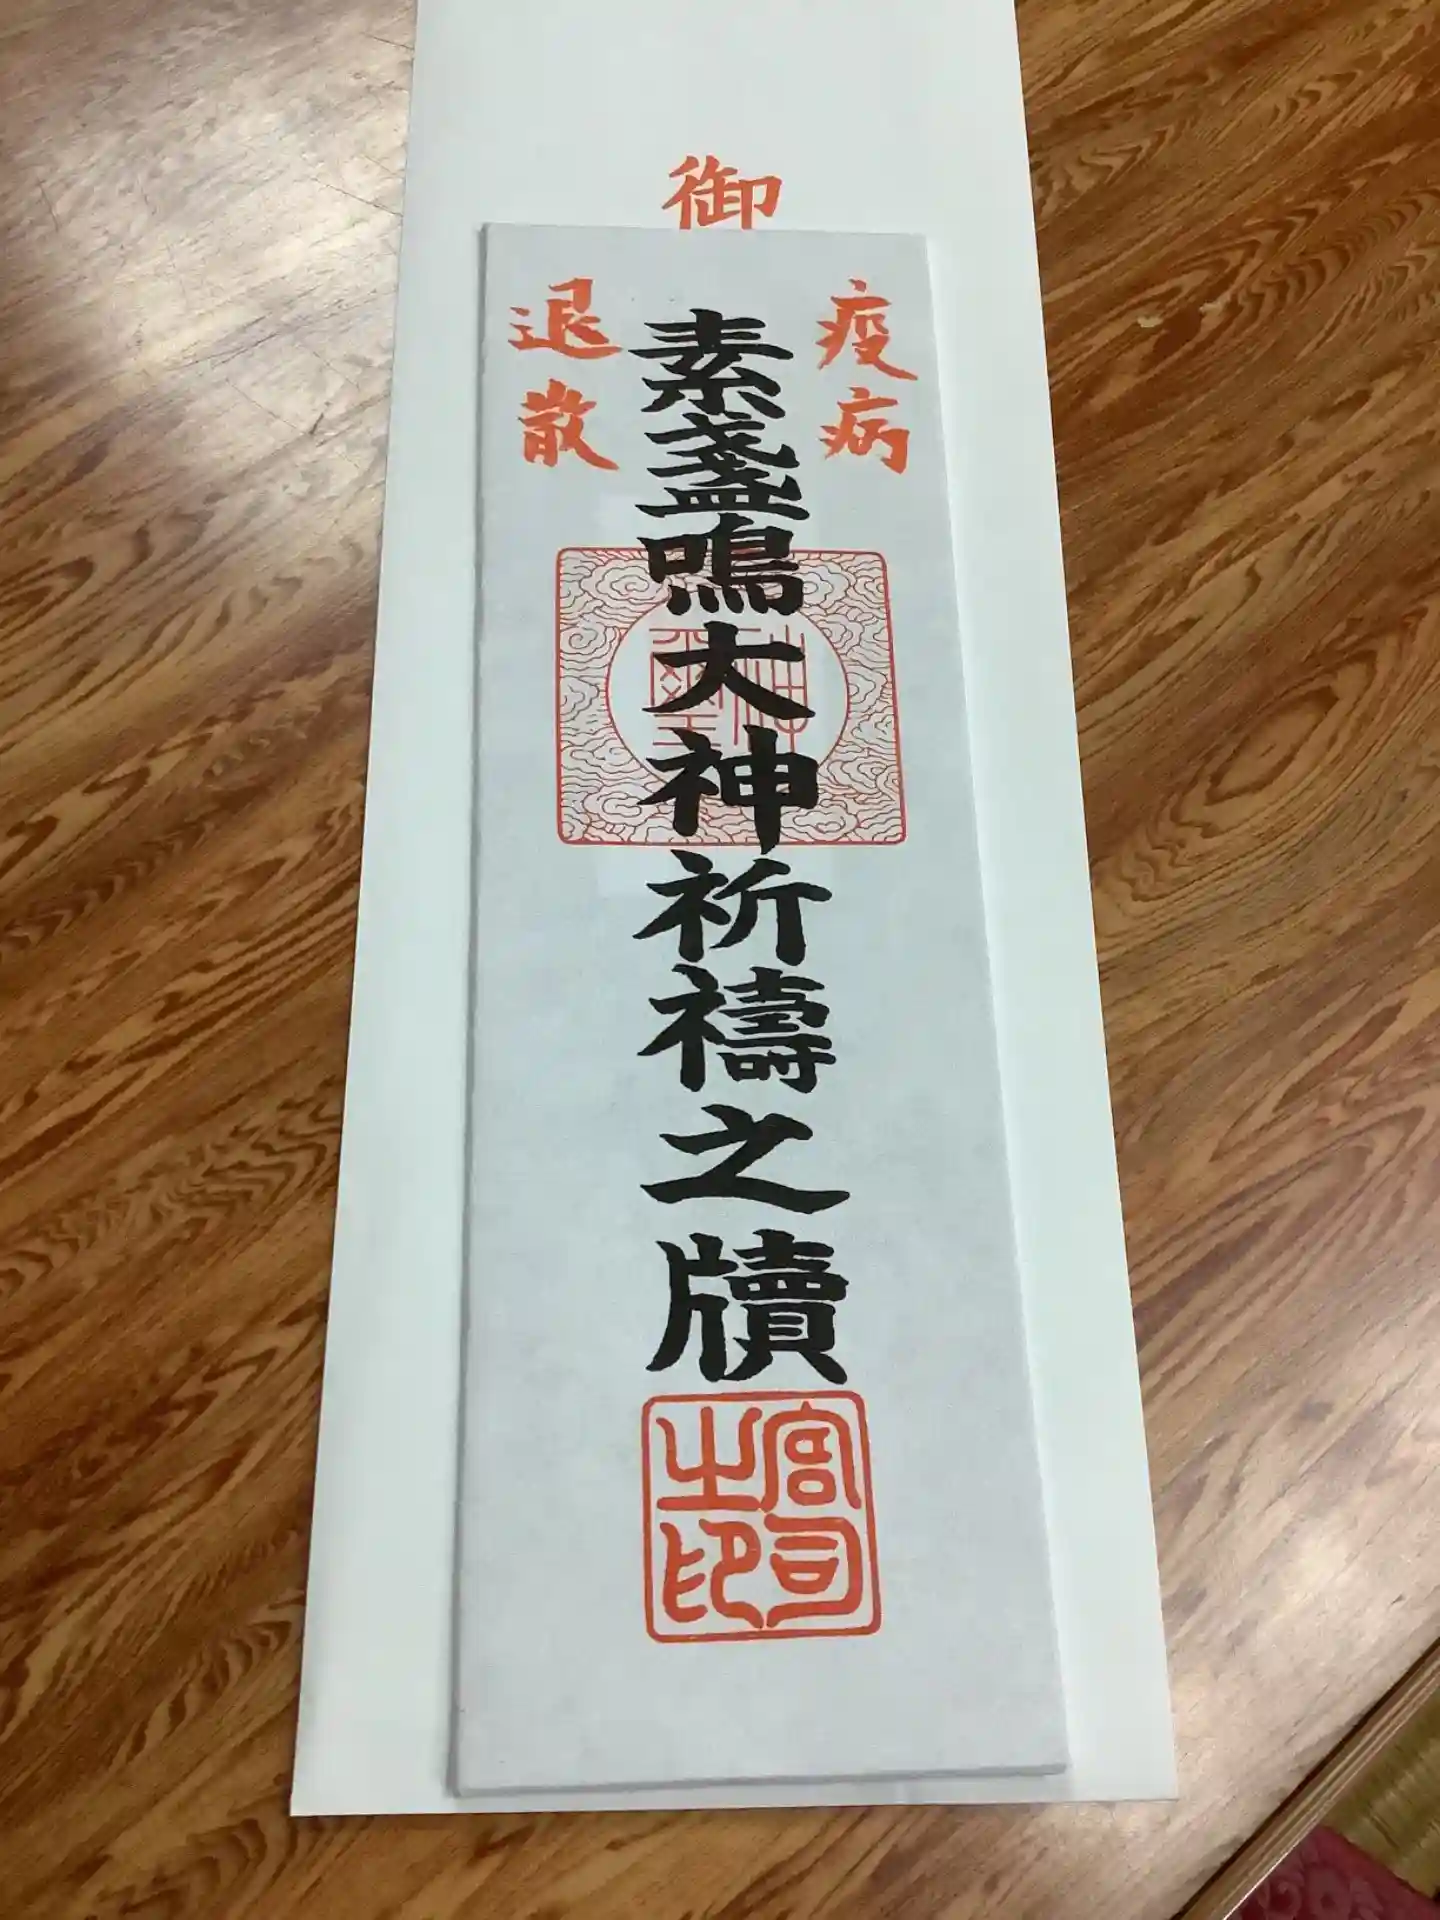 御
疫病
素盞嗚大神祈禱之牘
退散
宮司
之印